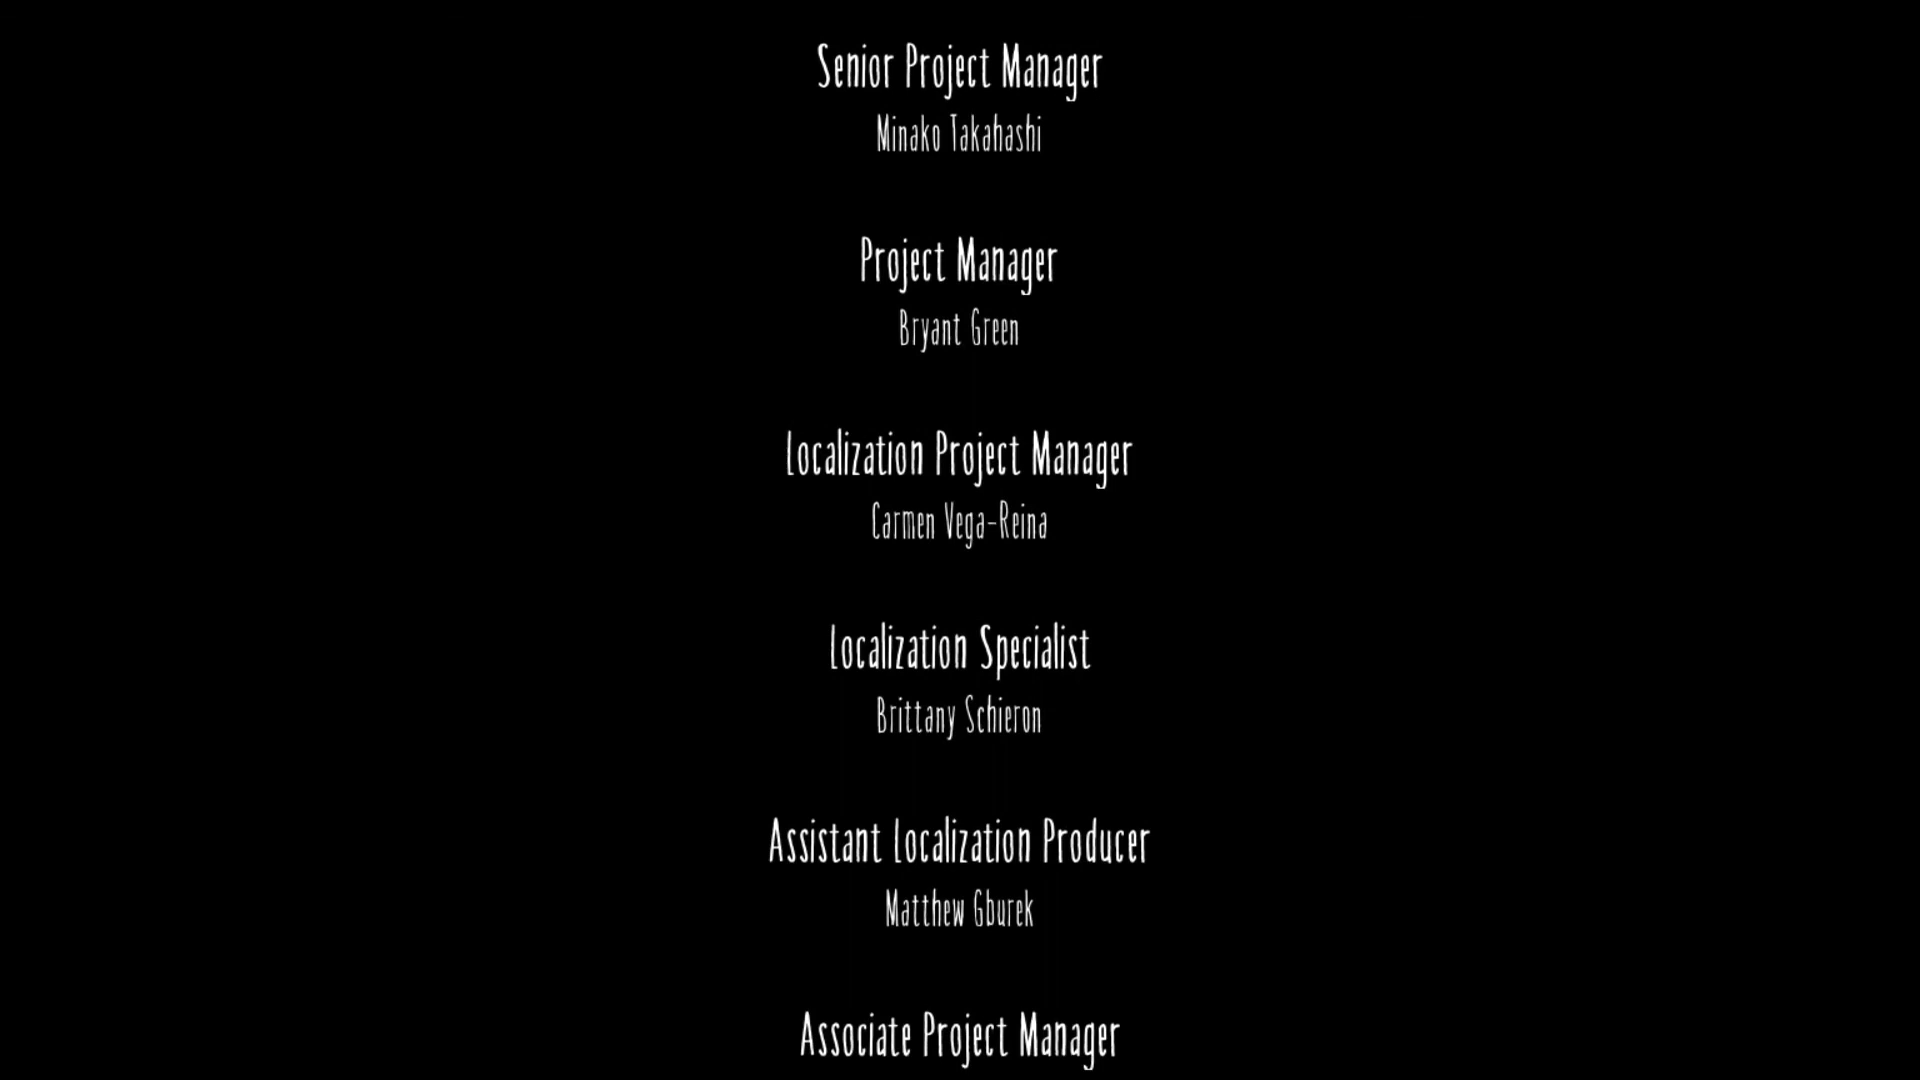 Senior Project Manager
Minako Takahashi
Project Manager
Bryant Green
Localization Project Manager
Carmen Vega-Reina
Localization Specialist
Brittany Schieron
Assistant Localization Producer
Matthew Gburek
Associate Project Manager